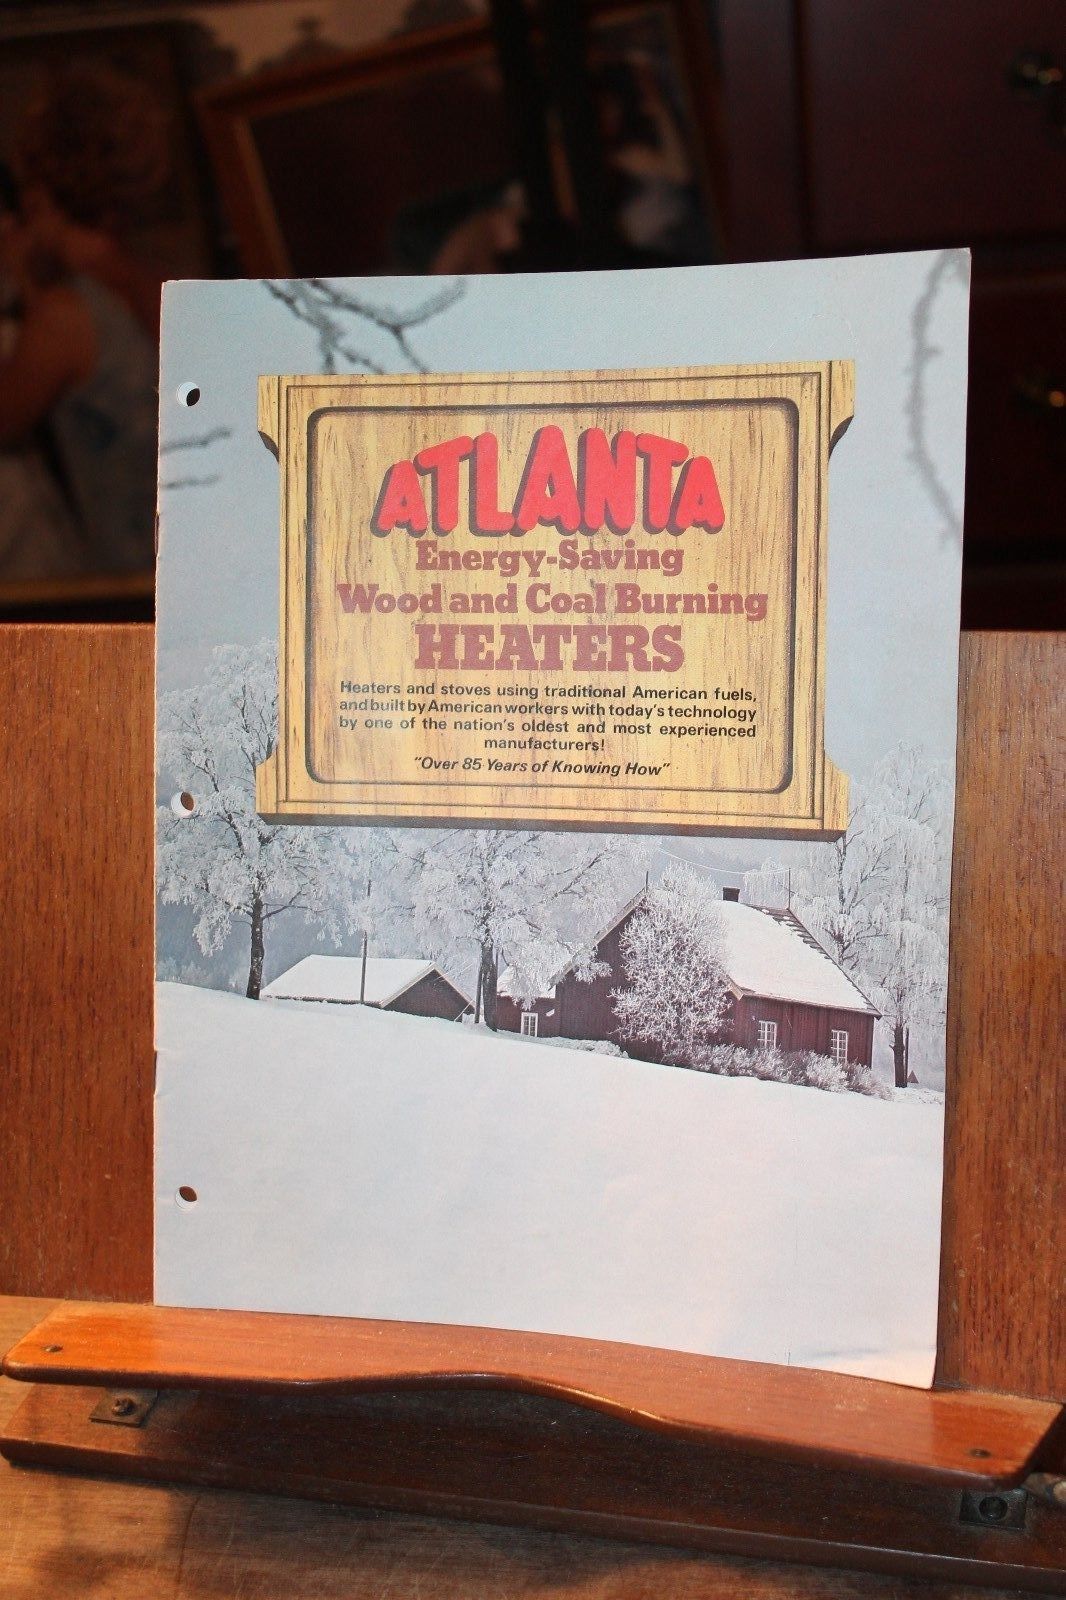 ATLANTA
Energy-Saving
Wood and Coal Burning
HEATERS
Heaters and stoves using traditional American fuels,
and built by American workers with today's technology
by one of the nation's oldest and most experienced
manufacturers!
"Over 85 Years of Knowing How"